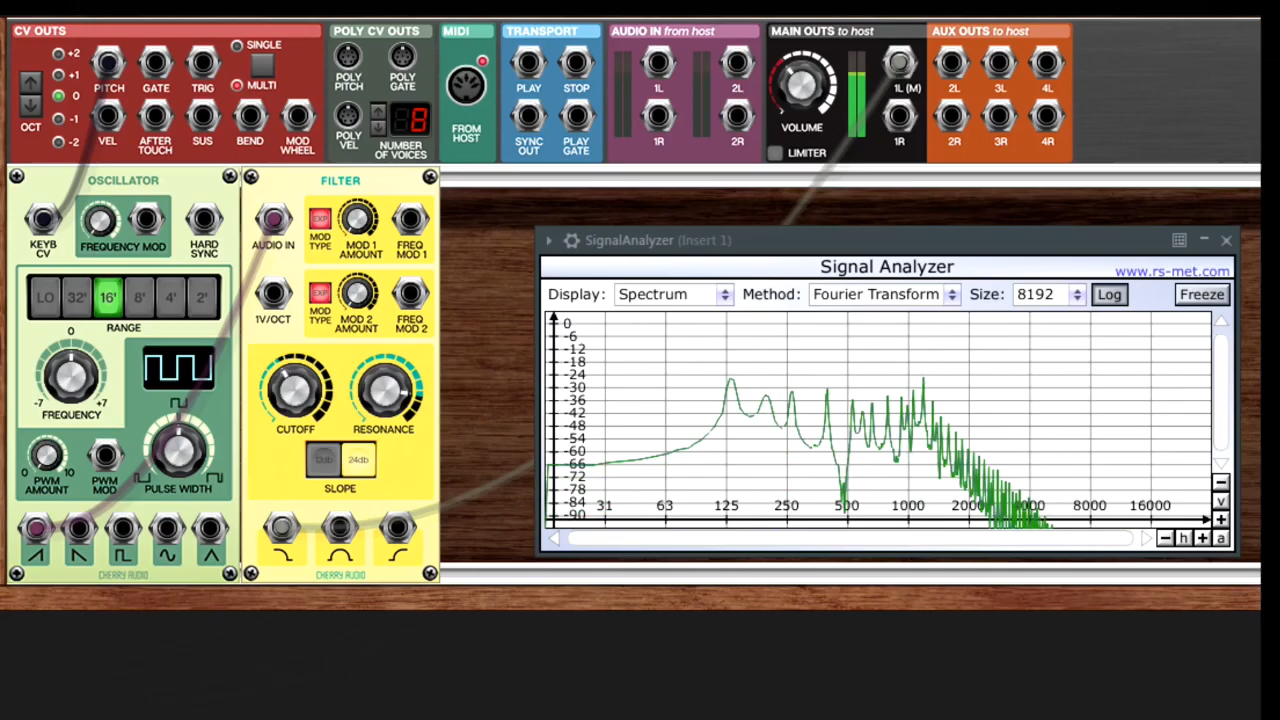 CV OUTS
+2
+1
0
-1
-2
OCT
PITCH
GATE
TRIG
SINGLE
MULTI
VEL
AFTER
TOUCH
SUS
BEND
MOD
WHEEL
POLY CV OUTS
POLY
PITCH
POLY
GATE
POLY
VEL
8
NUMBER
OF VOICES
MIDI
FROM
HOST
TRANSPORT
PLAY
STOP
SYNC
OUT
PLAY
GATE
AUDIO IN from host
1L
2L
1R
2R
MAIN OUTS to host
VOLUME
LIMITER
1L (M)
1R
AUX OUTS to host
2L
3L
4L
2R
3R
4R
OSCILLATOR
KEYB
CV
FREQUENCY MOD
HARD
SYNC
LO
32'
16'
8'
4'
2'
RANGE
0
-7
+7
FREQUENCY
0
10
PWM
AMOUNT
PWM
MOD
PULSE WIDTH
CHERRY AUDIO
FILTER
AUDIO IN
EXP
MOD
TYPE
MOD 1
AMOUNT
FREQ
MOD 1
1V/OCT
EXP
MOD
TYPE
MOD 2
AMOUNT
FREQ
MOD 2
CUTOFF
RESONANCE
12db
24db
SLOPE
CHERRY AUDIO
SignalAnalyzer (Insert 1)
Signal Analyzer
www.rs-met.com
Display:
Spectrum
Method:
Fourier Transform
Size:
8192
Log
Freeze
0
-6
-12
-18
-24
-30
-36
-42
-48
-54
-60
-66
-72
-78
-84
-90
31
63
125
250
500
1000
2000
4000
8000
16000
v
h
a